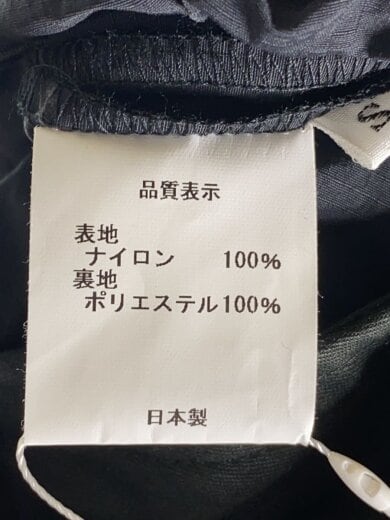 品質表示
表地
ナイロン 100%
裏地
ポリエステル100%
日本製